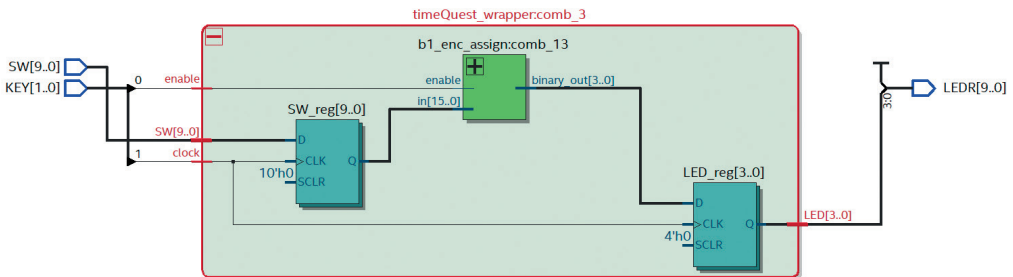 timeQuest_wrapper:comb_3
b1_enc_assign:comb_13
SW[9..0]
KEY[1..0]
0
enable
enable
binary_out[3..0]
LEDR[9..0]
3:0
in[15..0]
SW_reg[9..0]
SW[9..0]
D
1
clock
>CLK
Q
10'h0
SCLR
LED_reg[3..0]
D
>CLK
Q
LED[3..0]
4'h0
SCLR